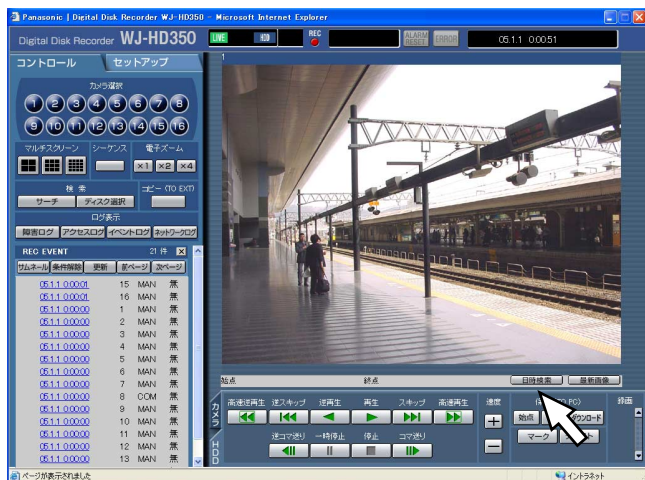 Panasonic | Digital Disk Recorder WJ-HD350 - Microsoft Internet Explorer
Digital Disk Recorder WJ-HD350
LIVE HDD REC ALARM RESET ERROR 05.1.1 0:00:51
コントロール セットアップ
1
カメラ選択
1 2 3 4 5 6 7 8
9 10 11 12 13 14 15 16
マルチスクリーン シーケンス 電子ズーム
×1 ×2 ×4
検 索 コピー (TO EXT)
サーチ ディスク選択
ログ表示
障害ログ アクセスログ イベントログ ネットワークログ
REC EVENT 21 件 X
サムネール 条件解除 更新 前ページ 次ページ
05.1.1 0:00:01 15 MAN 無
05.1.1 0:00:01 16 MAN 無
05.1.1 0:00:00 1 MAN 無
05.1.1 0:00:00 2 MAN 無
05.1.1 0:00:00 3 MAN 無
05.1.1 0:00:00 4 MAN 無
05.1.1 0:00:00 5 MAN 無
05.1.1 0:00:00 6 MAN 無
05.1.1 0:00:00 7 MAN 無
05.1.1 0:00:00 8 COM 無
05.1.1 0:00:00 9 MAN 無
05.1.1 0:00:00 10 MAN 無
05.1.1 0:00:00 11 MAN 無
05.1.1 0:00:00 12 MAN 無
05.1.1 0:00:00 13 MAN 無
始点 終点 日時検索 最新画像
カメラ
HDD
高速逆再生 逆スキップ 逆再生 再生 スキップ 高速再生 速度 PC) 録画
始点 ダウンロード
逆コマ送り 一時停止 停止 コマ送り
マーク
ページが表示されました イントラネット